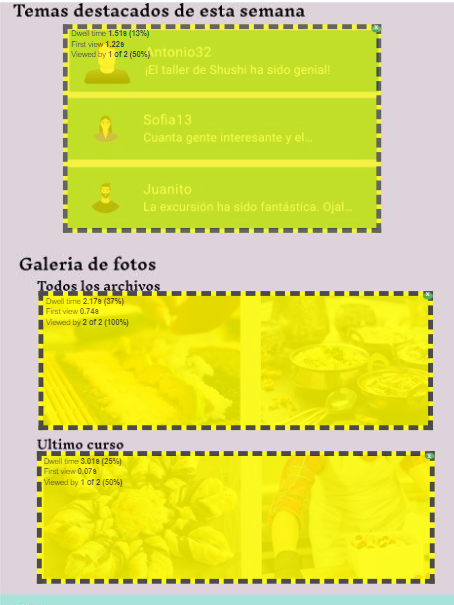 Temas destacados de esta semana
Dwell time 1.51s (13%)
First view 1.22s
Viewed by 1 of 2 (50%)
Antonio32
¡El taller de Shushi ha sido genial!
Sofia13
Cuanta gente interesante y el...
Juanito
La excursión ha sido fantástica. Ojal...
Galeria de fotos
Todos los archivos
Dwell time 2.17s (37%)
First view 0.74s
Viewed by 2 of 2 (100%)
Ultimo curso
Dwell time 3.01s (25%)
First view 0.07s
Viewed by 1 of 2 (50%)